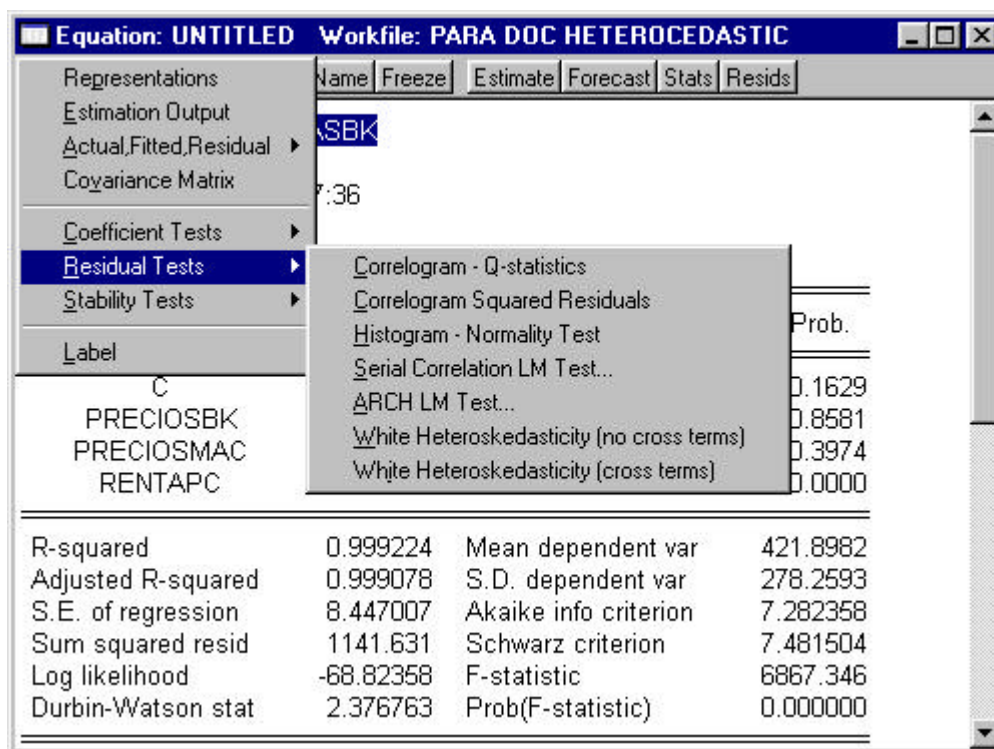 Equation: UNTITLED Workfile: PARA DOC HETEROCEDASTIC
Name Freeze Estimate Forecast Stats Resids
Representations
Estimation Output
Actual,Fitted,Residual
Covariance Matrix
Coefficient Tests
Residual Tests
Stability Tests
Label
ASBK
7:36
Correlogram - Q-statistics
Correlogram Squared Residuals
Histogram - Normality Test
Serial Correlation LM Test...
ARCH LM Test...
White Heteroskedasticity (no cross terms)
White Heteroskedasticity (cross terms)
Prob.
C 0.1629
PRECIOSBK 0.8581
PRECIOSMAC 0.3974
RENTAPC 0.0000
R-squared 0.999224 Mean dependent var 421.8982
Adjusted R-squared 0.999078 S.D. dependent var 278.2593
S.E. of regression 8.447007 Akaike info criterion 7.282358
Sum squared resid 1141.631 Schwarz criterion 7.481504
Log likelihood -68.82358 F-statistic 6867.346
Durbin-Watson stat 2.376763 Prob(F-statistic) 0.000000